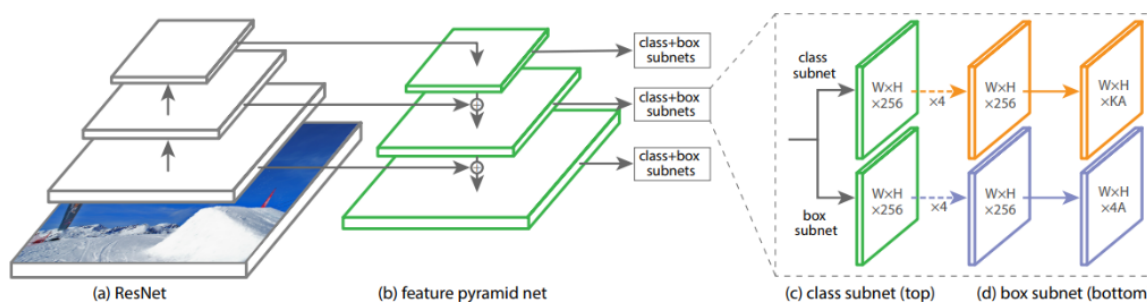 class+box
subnets
class+box
subnets
class+box
subnets
class
subnet
box
subnet
W×H
×256
×4
W×H
×256
W×H
×KA
W×H
×256
×4
W×H
×256
W×H
×4A
(a) ResNet
(b) feature pyramid net
(c) class subnet (top)
(d) box subnet (bottom